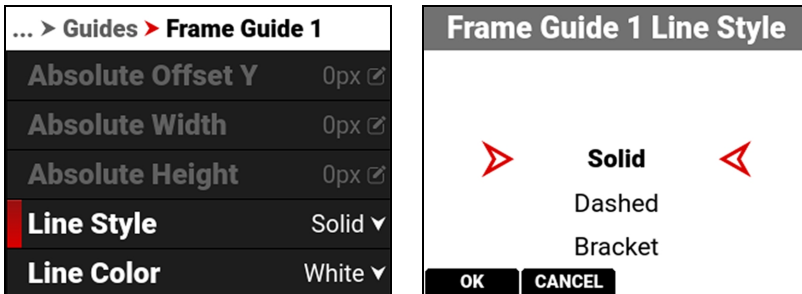 ... > Guides > Frame Guide 1
Absolute Offset Y 0px
Absolute Width 0px
Absolute Height 0px
Line Style Solid
Line Color White
Frame Guide 1 Line Style
Solid
Dashed
Bracket
OK CANCEL